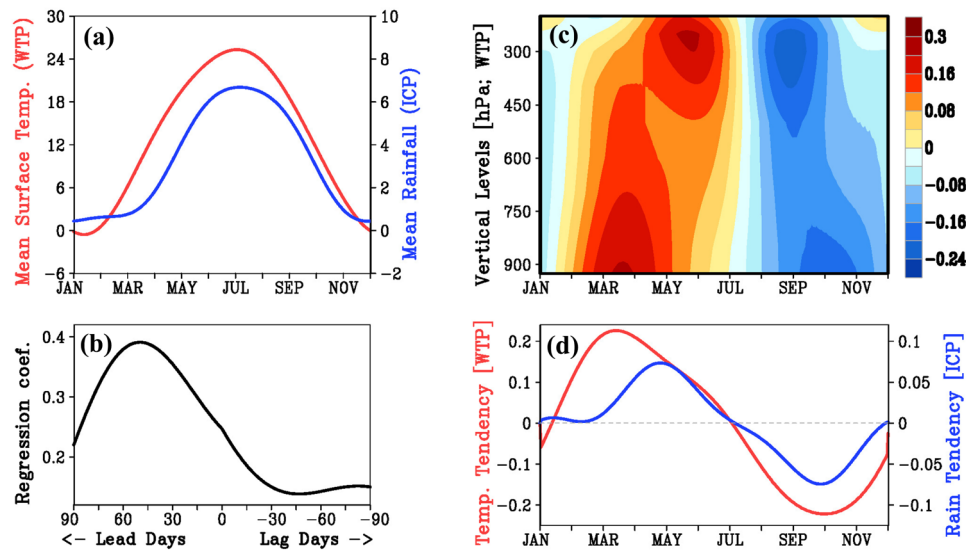 (a)
Mean Surface Temp. (WTP)
30
24
18
12
6
0
−6
Mean Rainfall (ICP)
10
8
6
4
2
0
−2
JAN MAR MAY JUL SEP NOV
(b)
Regression coef.
0.4
0.3
0.2
90 60 30 0 −30 −60 −90
<− Lead Days Lag Days −>
(c)
Vertical Levels [hPa; WTP]
300
450
600
750
900
JAN MAR MAY JUL SEP NOV
0.3
0.16
0.08
0
−0.08
−0.16
−0.24
(d)
Temp. Tendency [WTP]
0.2
0.1
0
−0.1
−0.2
Rain Tendency [ICP]
0.1
0.05
0
−0.05
−0.1
JAN MAR MAY JUL SEP NOV